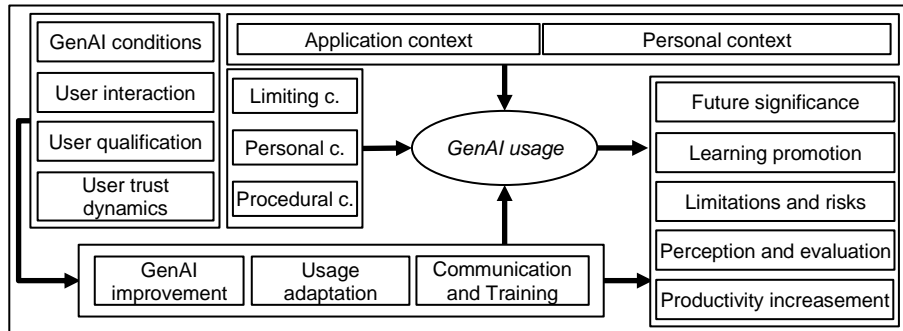 GenAI conditions
User interaction
User qualification
User trust
dynamics
Application context
Personal context
Limiting c.
Personal c.
Procedural c.
GenAI usage
Future significance
Learning promotion
Limitations and risks
Perception and evaluation
Productivity increasement
GenAI
improvement
Usage
adaptation
Communication
and Training